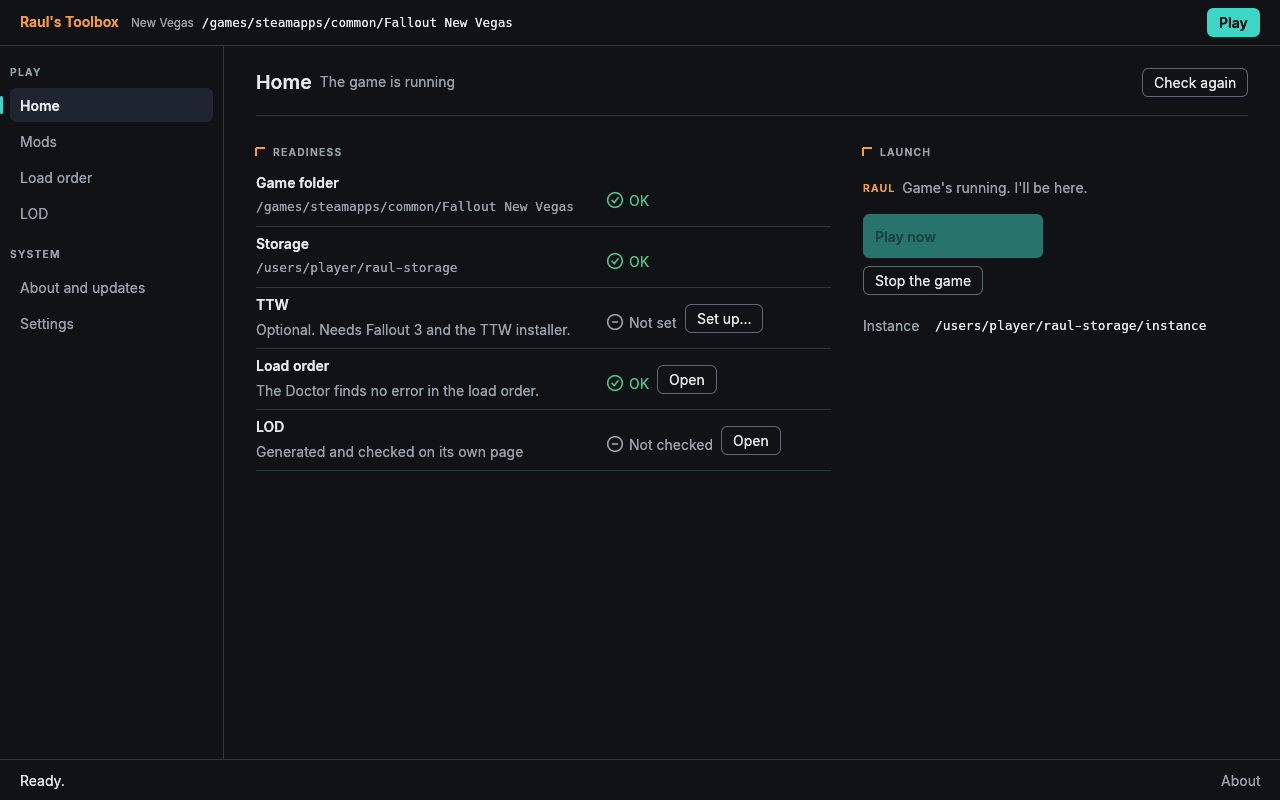 Raul's Toolbox New Vegas /games/steamapps/common/Fallout New Vegas Play
PLAY
Home
Mods
Load order
LOD
SYSTEM
About and updates
Settings
Home The game is running Check again
READINESS
Game folder
/games/steamapps/common/Fallout New Vegas OK
Storage
/users/player/raul-storage OK
TTW
Optional. Needs Fallout 3 and the TTW installer. Not set Set up...
Load order
The Doctor finds no error in the load order. OK Open
LOD
Generated and checked on its own page Not checked Open
LAUNCH
RAUL Game's running. I'll be here.
Play now
Stop the game
Instance /users/player/raul-storage/instance
Ready. About